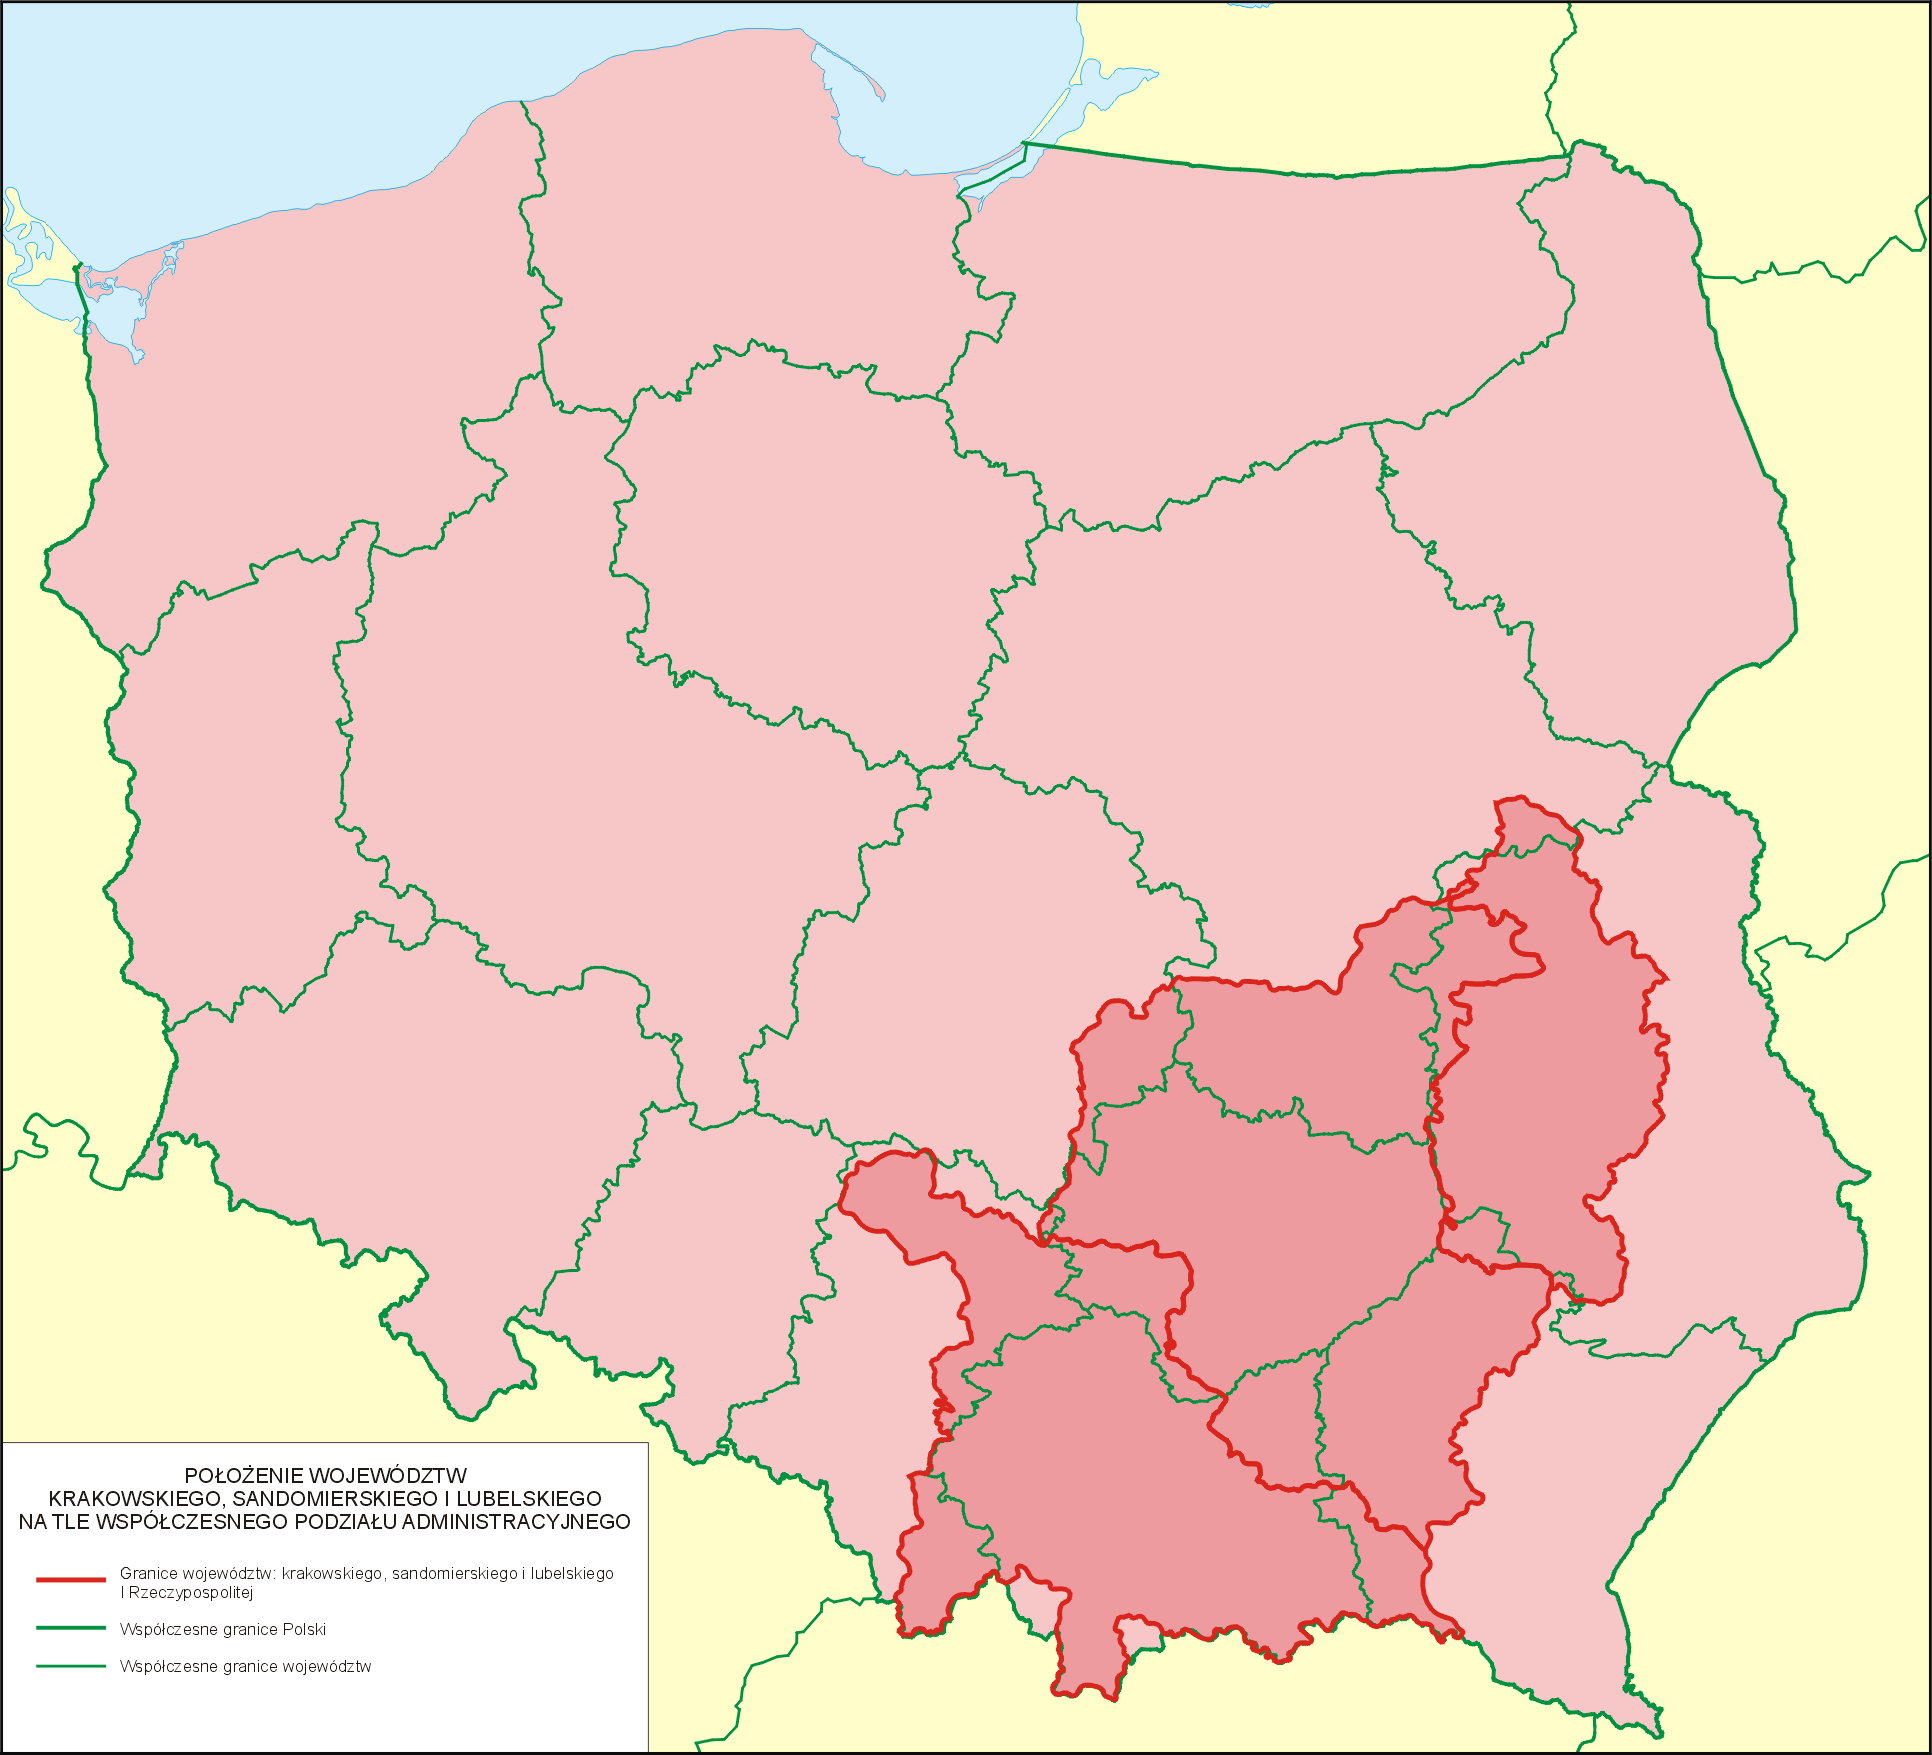 POŁOŻENIE WOJEWÓDZTW
KRAKOWSKIEGO, SANDOMIERSKIEGO I LUBELSKIEGO
NA TLE WSPÓŁCZESNEGO PODZIAŁU ADMINISTRACYJNEGO
Granice województw: krakowskiego, sandomierskiego i lubelskiego
I Rzeczypospolitej
Współczesne granice Polski
Współczesne granice województw